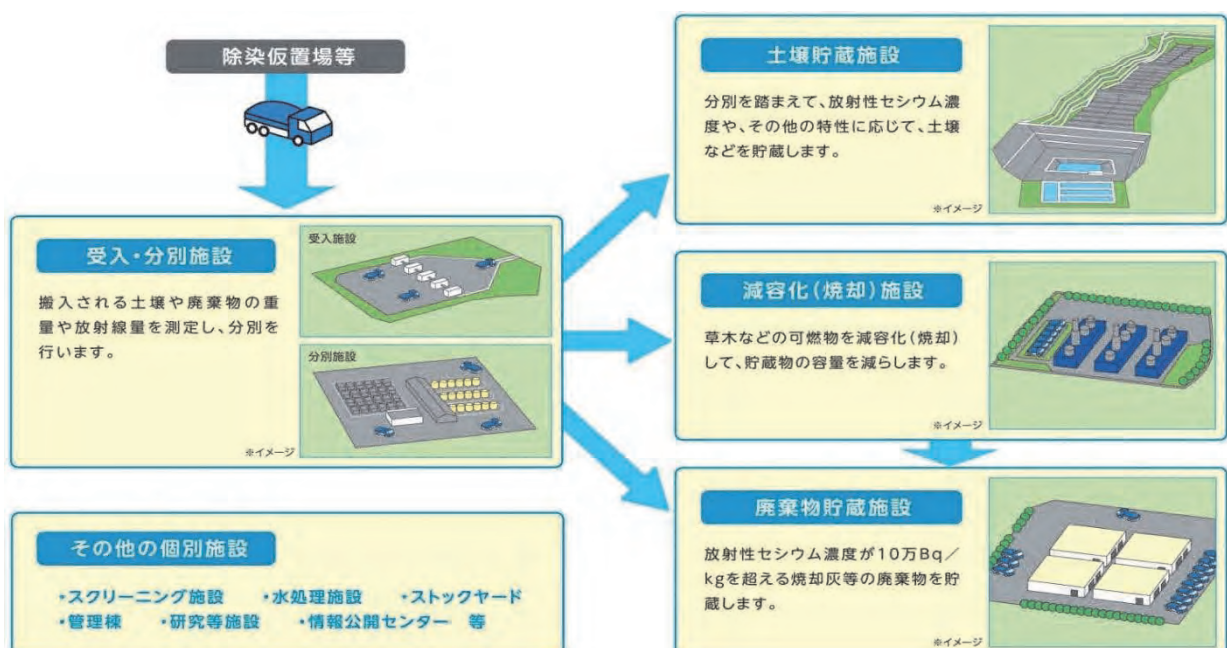 除染仮置場等
受入・分別施設
搬入される土壌や廃棄物の重
量や放射線量を測定し、分別を
行います。
受入施設
分別施設
※イメージ
土壌貯蔵施設
分別を踏まえて、放射性セシウム濃
度や、その他の特性に応じて、土壌
などを貯蔵します。
※イメージ
減容化(焼却)施設
草木などの可燃物を減容化(焼却)
して、貯蔵物の容量を減らします。
※イメージ
廃棄物貯蔵施設
放射性セシウム濃度が10万Bq/
kgを超える焼却灰等の廃棄物を貯
蔵します。
※イメージ
その他の個別施設
・スクリーニング施設 ・水処理施設 ・ストックヤード
・管理棟 ・研究等施設 ・情報公開センター 等